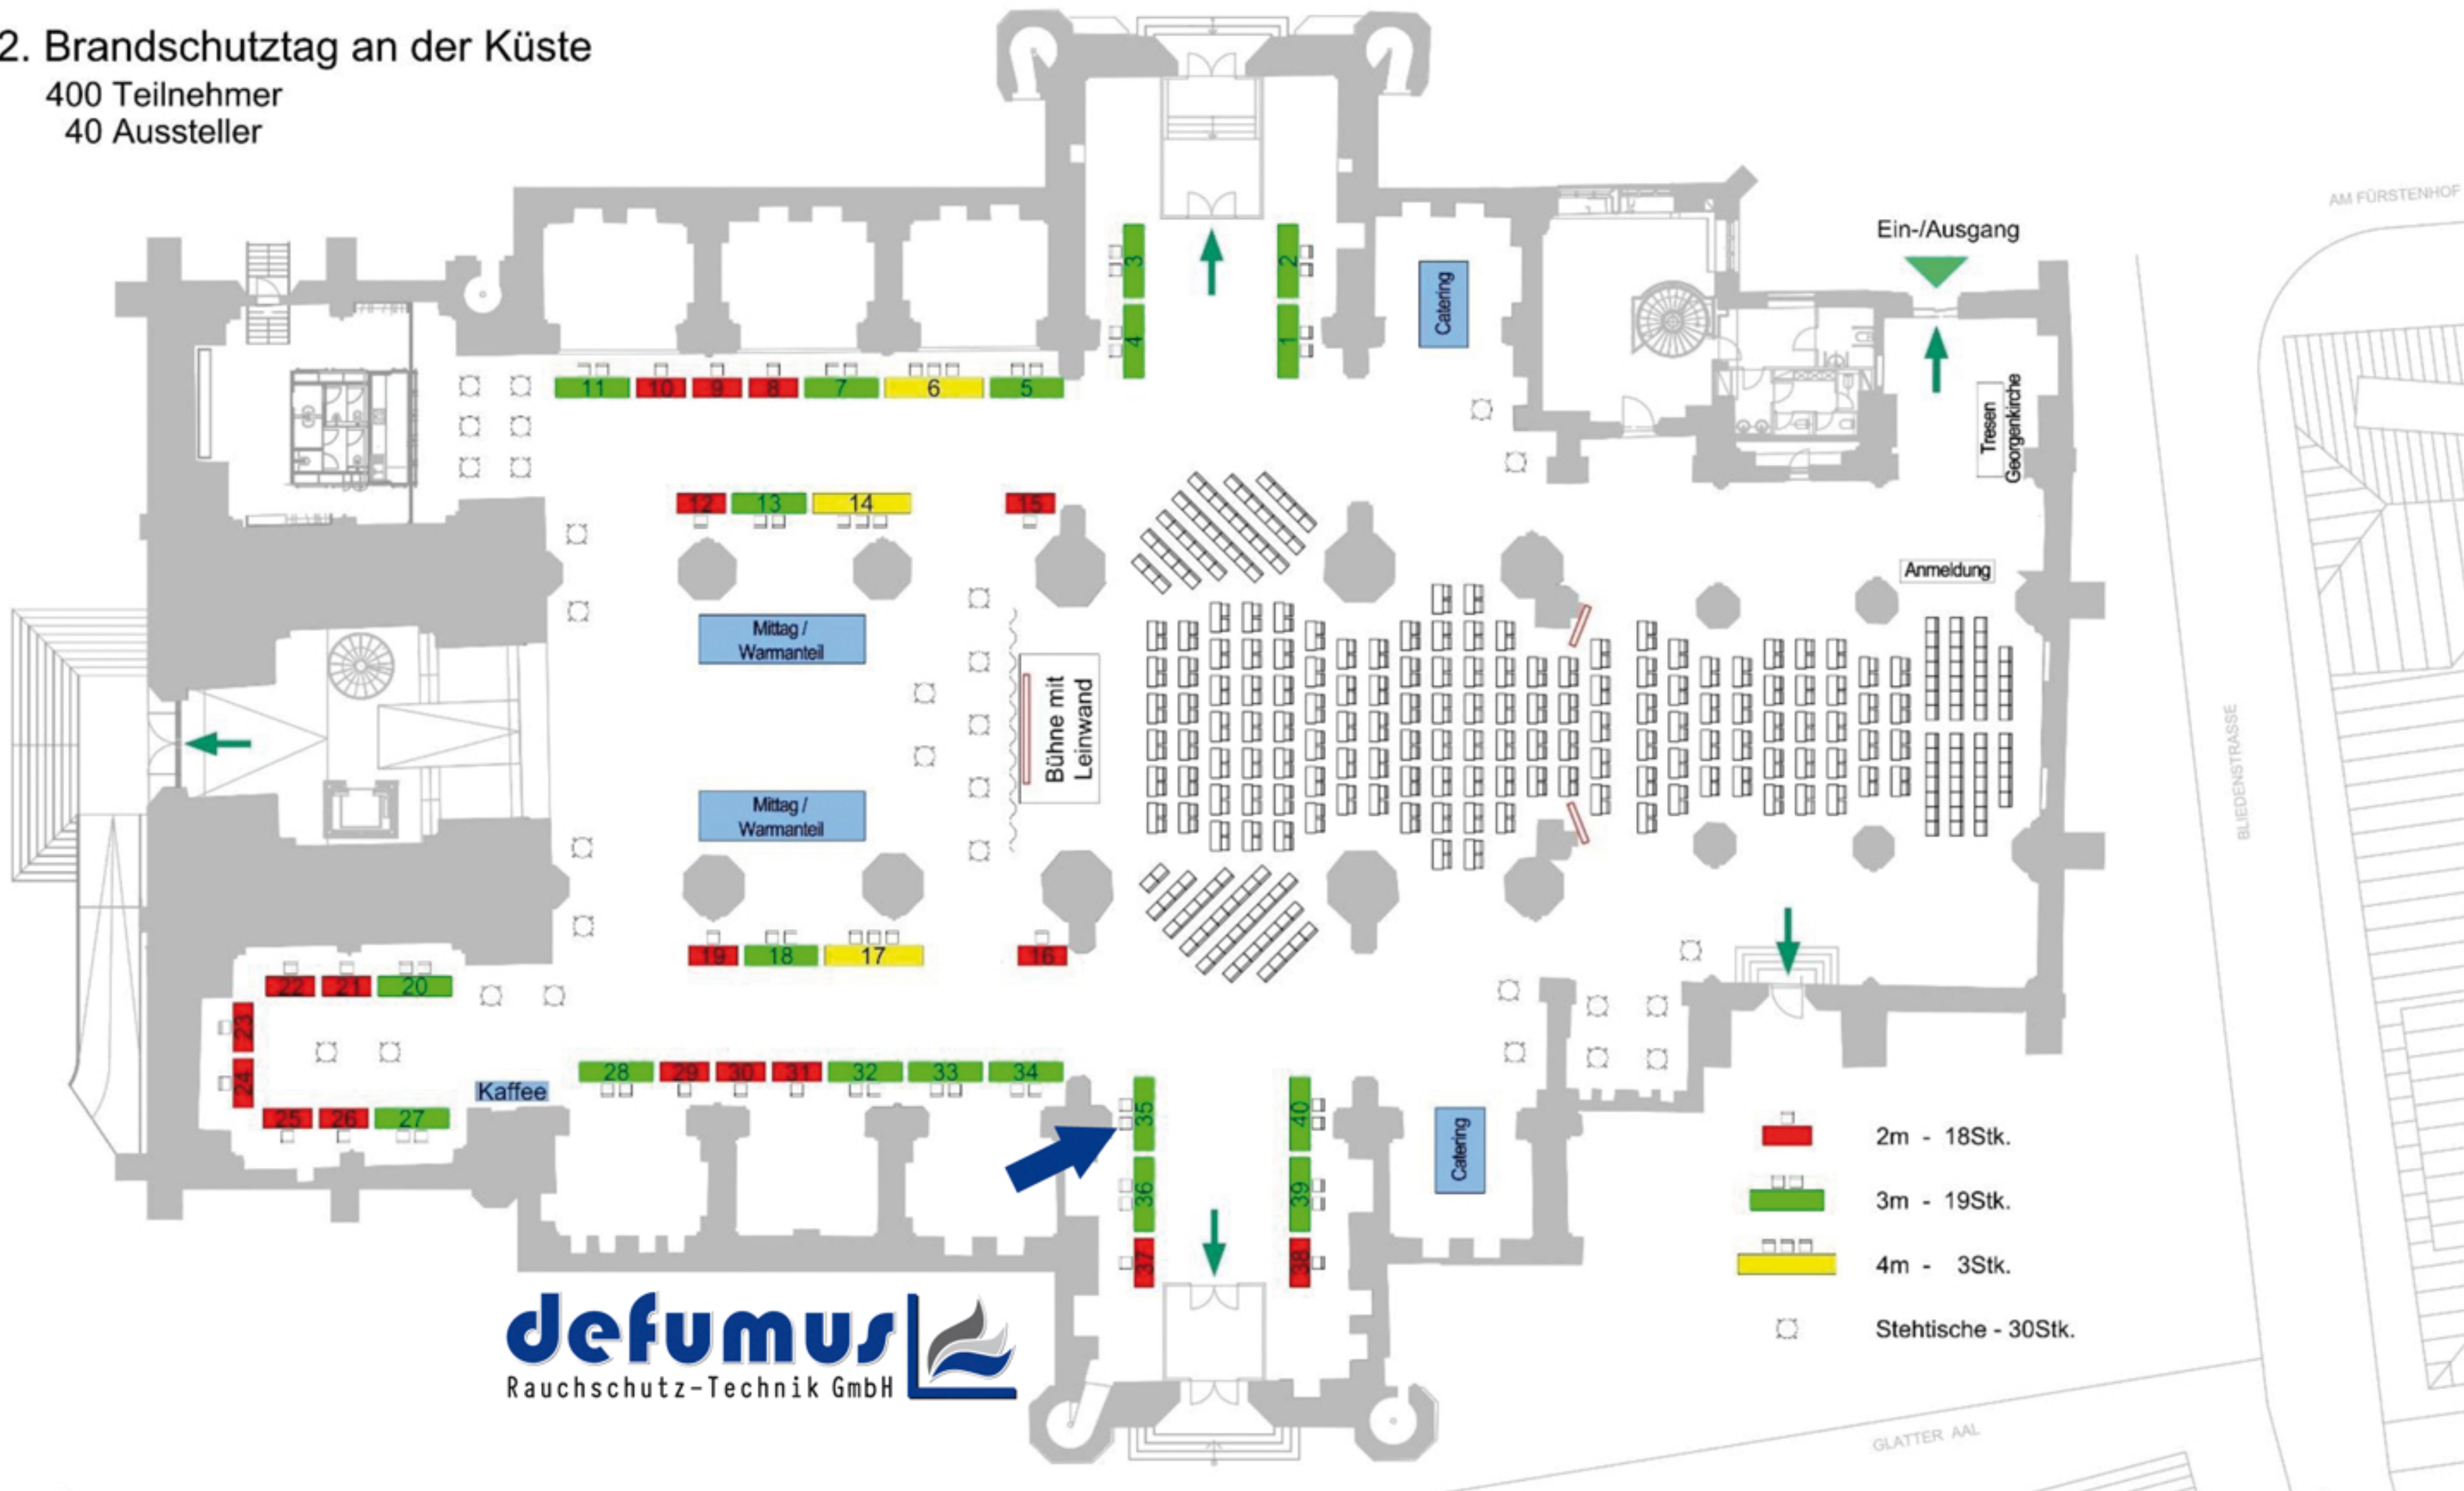 2. Brandschutztag an der Küste
400 Teilnehmer
40 Aussteller
AM FÜRSTENHOF
Ein-/Ausgang
3
2
4
1
Catering
Tresen
Georgenkirche
11
10
9
8
7
6
5
12
13
14
15
Anmeldung
Mittag /
Warmanteil
Bühne mit
Leinwand
BLIEDENSTRASSE
Mittag /
Warmanteil
19
18
17
16
22
21
20
23
24
25
26
27
Kaffee
28
29
30
31
32
33
34
35
40
36
39
37
38
Catering
2m - 18Stk.
3m - 19Stk.
4m - 3Stk.
Stehtische - 30Stk.
defumus
Rauchschutz-Technik GmbH
GLATTER AAL